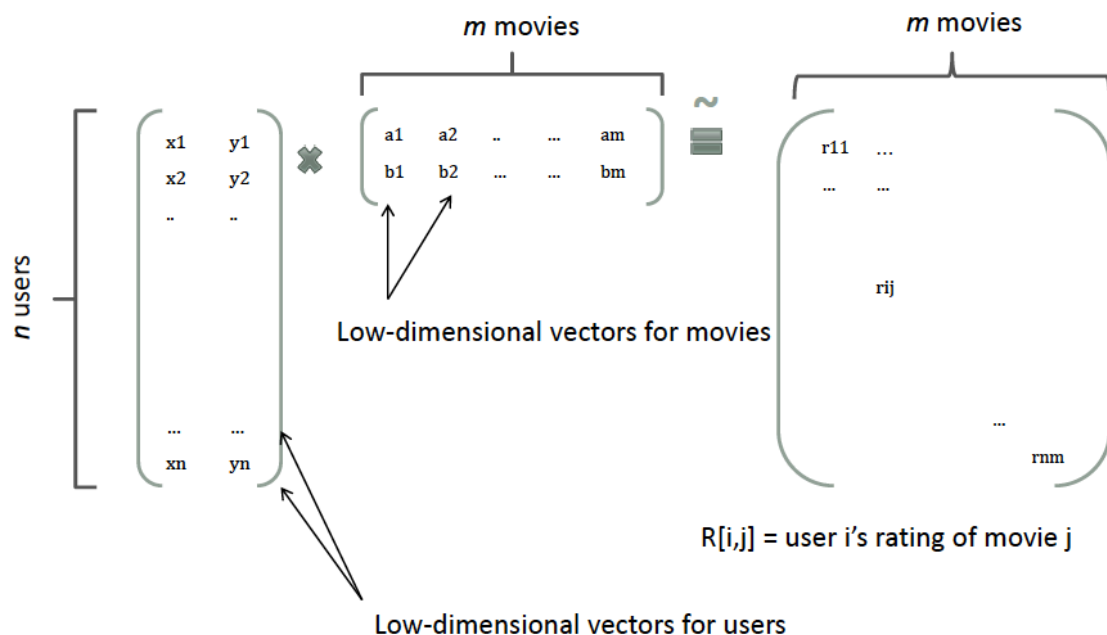 m movies
m movies
n users
x1 y1
x2 y2
.. ..
... ...
xn yn
a1 a2 .. ... am
b1 b2 ... ... bm
~
r11 ...
... ...
rij
...
rnm
Low-dimensional vectors for movies
R[i,j] = user i's rating of movie j
Low-dimensional vectors for users